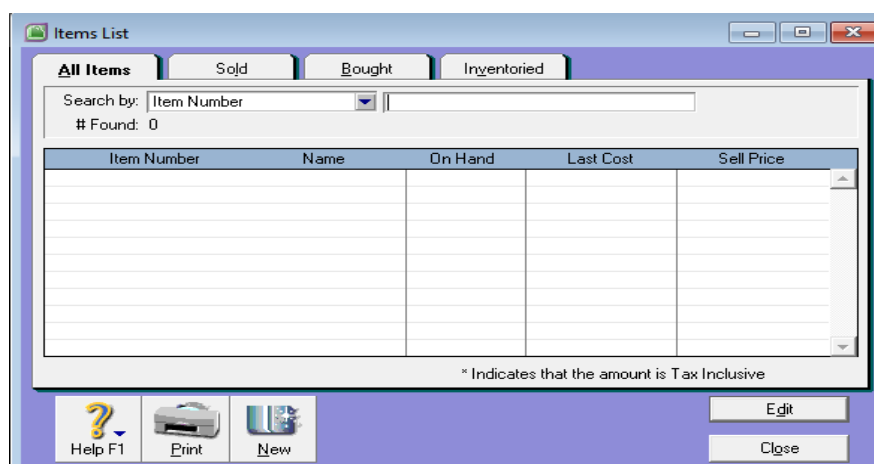 Items List
All Items Sold Bought Inventoried
Search by: Item Number
# Found: 0
Item Number Name On Hand Last Cost Sell Price
* Indicates that the amount is Tax Inclusive
Help F1 Print New
Edit
Close